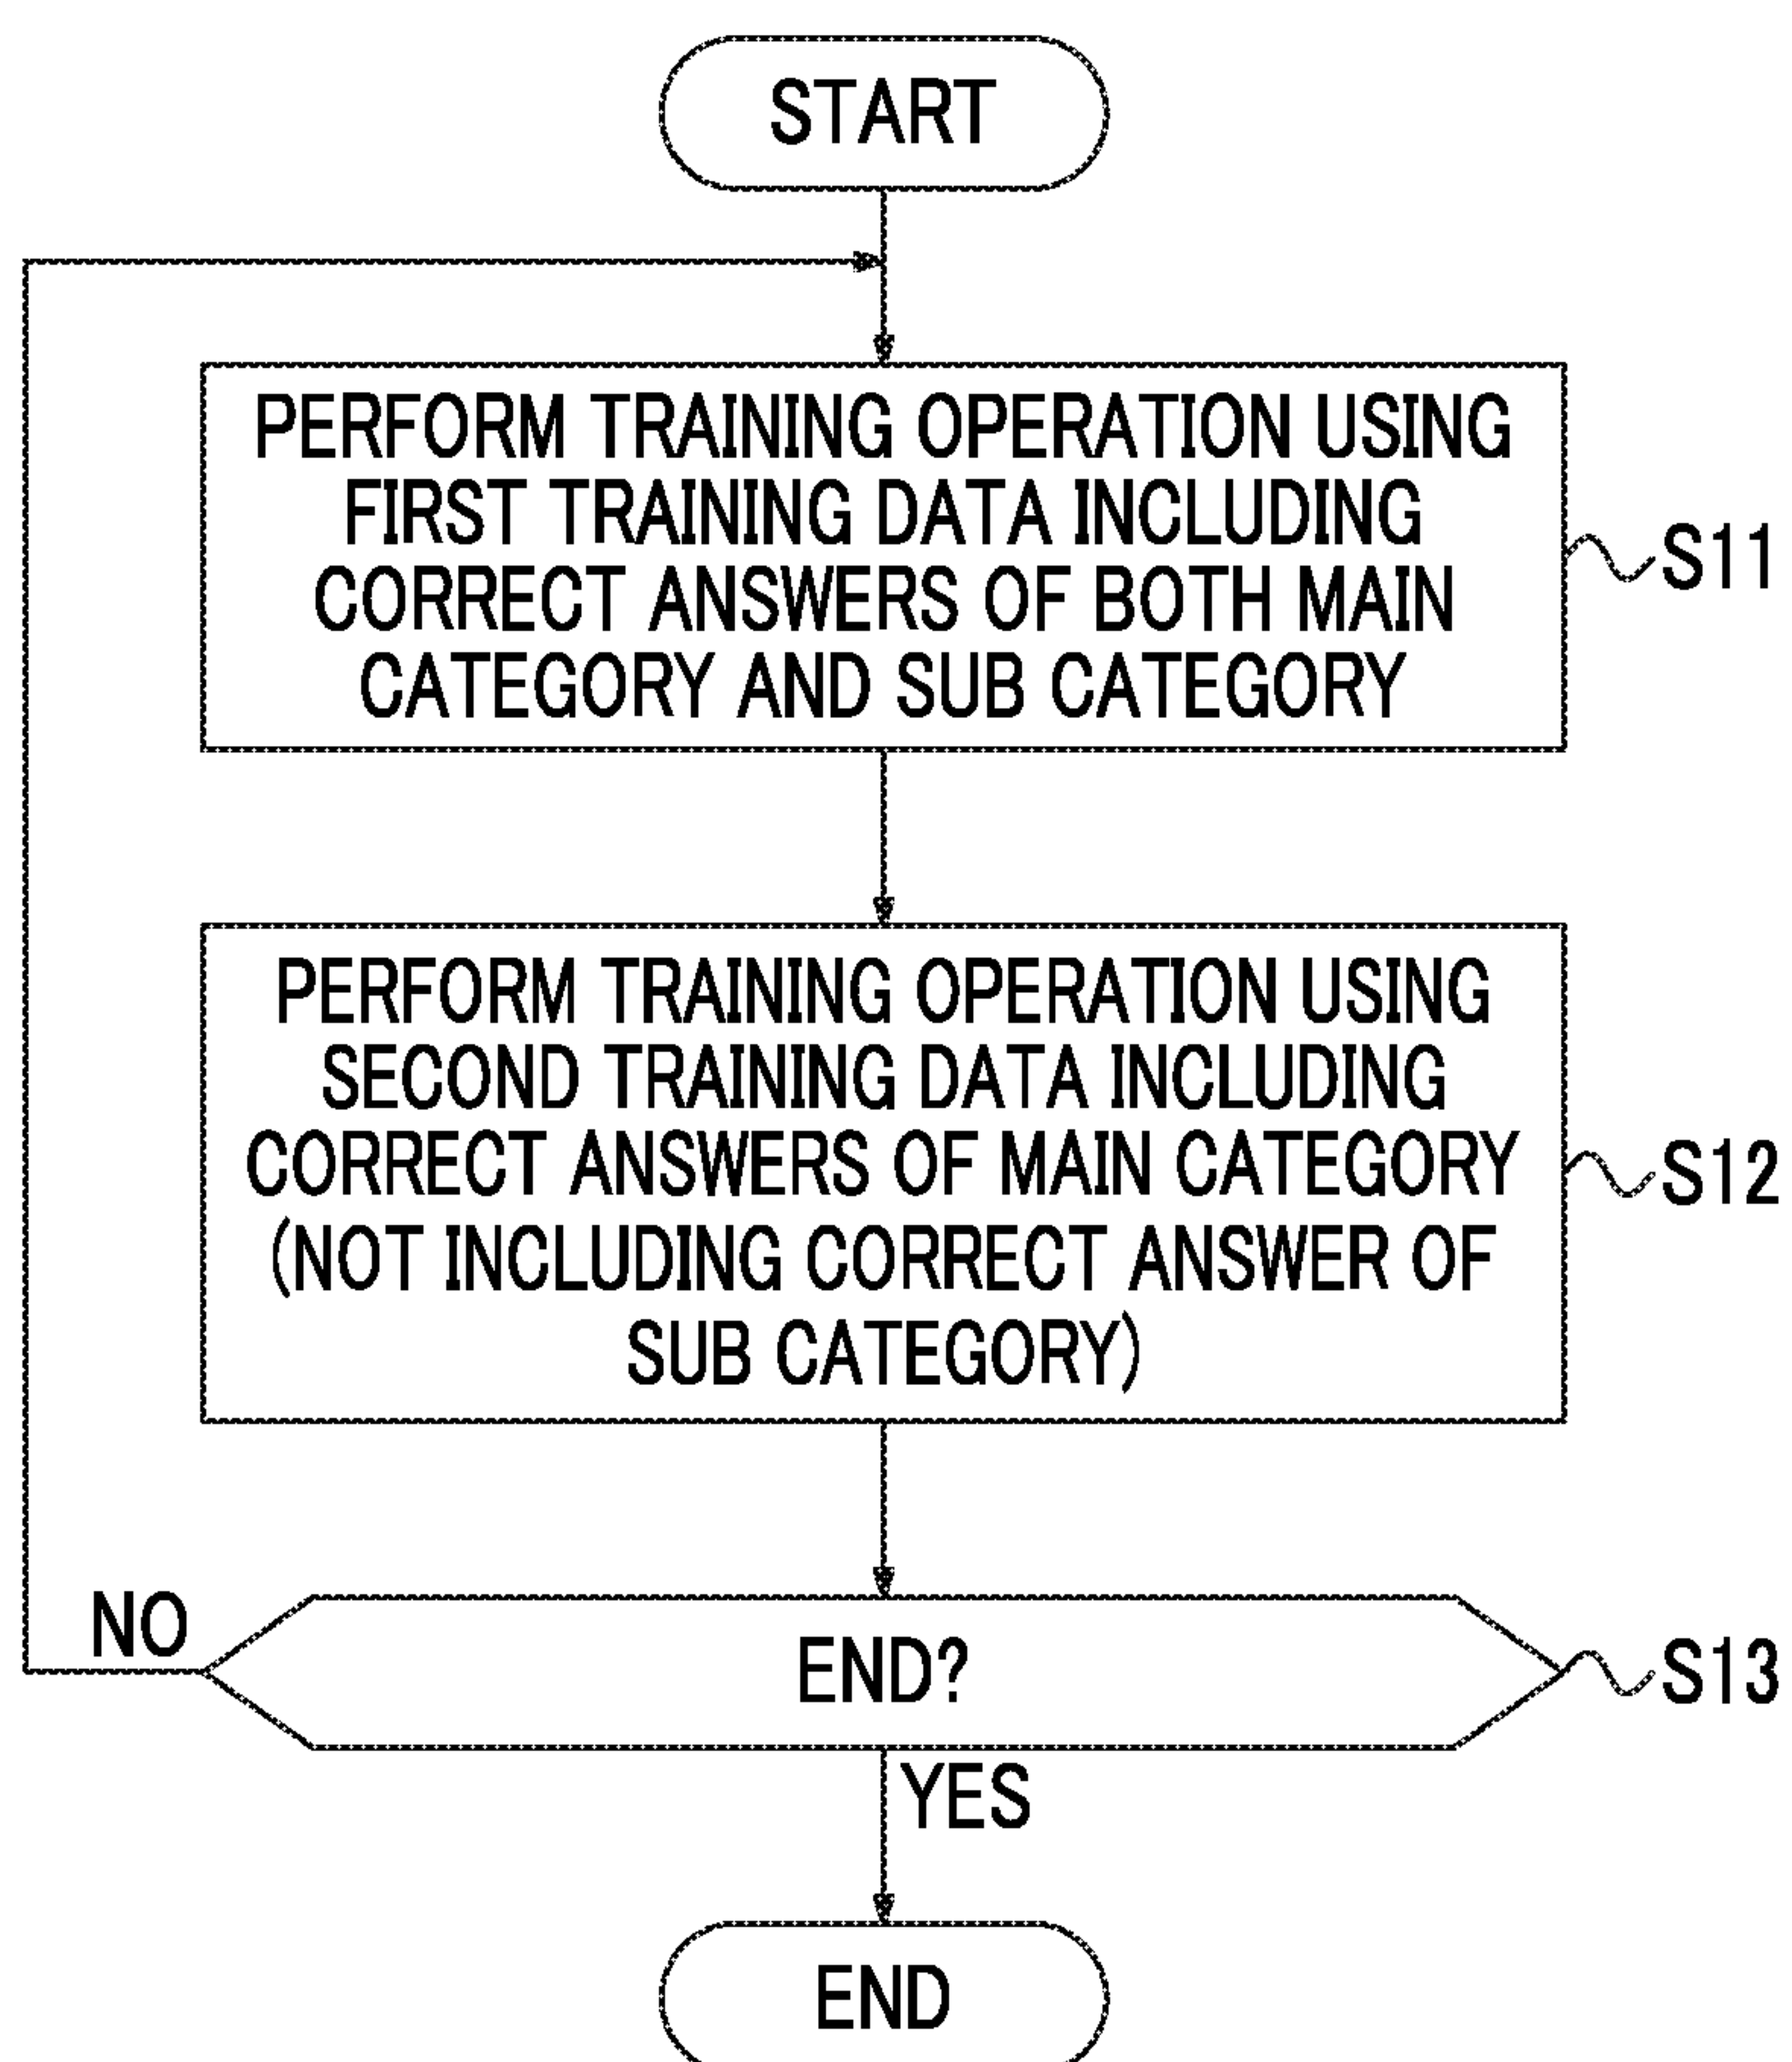 START
PERFORM TRAINING OPERATION USING
FIRST TRAINING DATA INCLUDING
CORRECT ANSWERS OF BOTH MAIN
CATEGORY AND SUB CATEGORY
S11
PERFORM TRAINING OPERATION USING
SECOND TRAINING DATA INCLUDING
CORRECT ANSWERS OF MAIN CATEGORY
(NOT INCLUDING CORRECT ANSWER OF
SUB CATEGORY)
S12
NO
END?
S13
YES
END